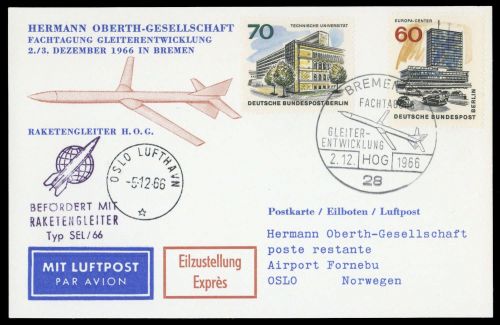 HERMANN OBERTH-GESELLSCHAFT
FACHTAGUNG GLEITERENTWICKLUNG
2./3. DEZEMBER 1966 IN BREMEN
RAKETENGLEITER H.O.G.
70
TECHNISCHE UNIVERSITÄT
DEUTSCHE BUNDESPOST BERLIN
EUROPA-CENTER
60
DEUTSCHE BUNDESPOST
BERLIN
BREMEN
FACHTAGUNG
GLEITER-
ENTWICKLUNG
2.12. HOG 1966
28
OSLO LUFTHAVN
-5.12.66
BEFÖRDERT MIT
RAKETENGLEITER
Typ SEL/66
MIT LUFTPOST
PAR AVION
Eilzustellung
Exprès
Postkarte / Eilboten / Luftpost
Hermann Oberth-Gesellschaft
poste restante
Airport Fornebu
OSLO Norwegen